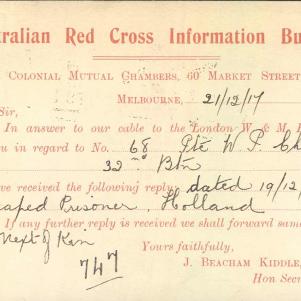 tralian Red Cross Information Bu
Colonial Mutual Chambers, 60 Market Street
Melbourne, 21/12/17
Sir,
In answer to our cable to the London W & M
u in regard to No. 68 Pte W. P. Ch
32nd Btn
ve received the following reply, dated 19/12/
aped Prisoner, Holland
If any further reply is received we shall forward same
Next of Kin
Yours faithfully,
747
J. BEACHAM KIDDLE,
Hon Secr